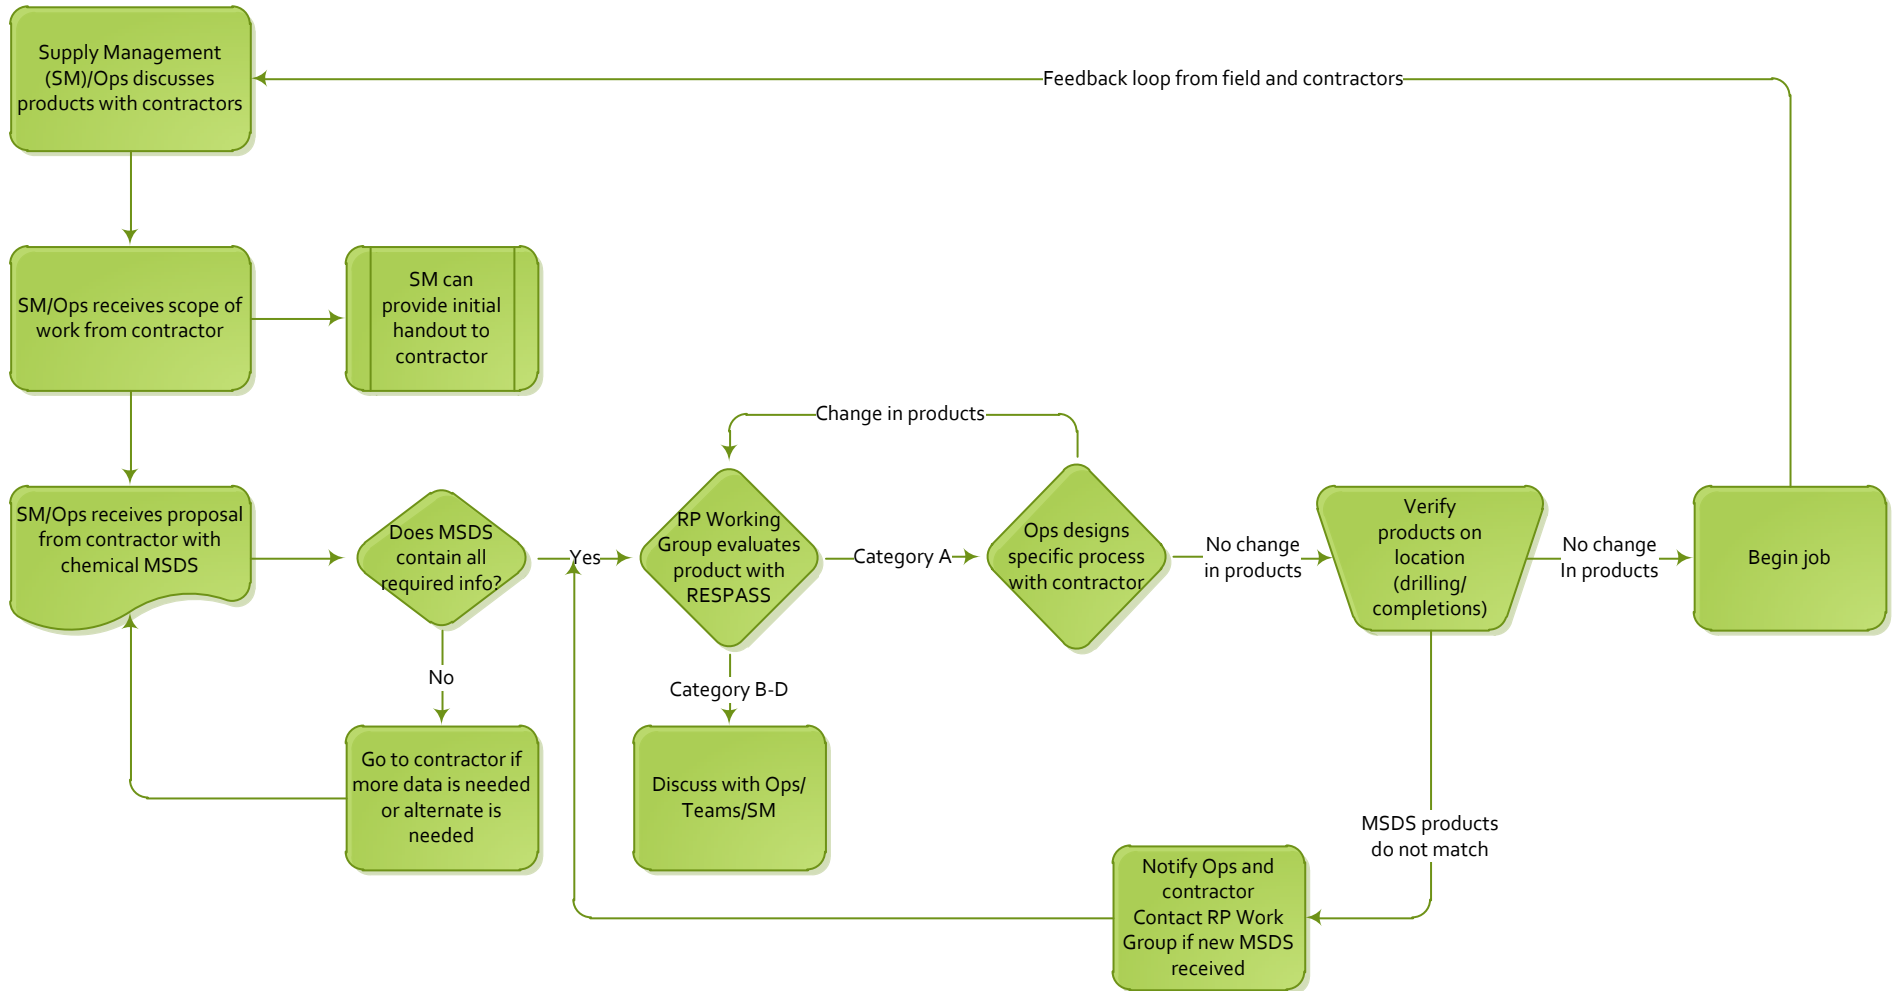 Supply Management
(SM)/Ops discusses
products with contractors
Feedback loop from field and contractors
SM/Ops receives scope of
work from contractor
SM can
provide initial
handout to
contractor
Change in products
SM/Ops receives proposal
from contractor with
chemical MSDS
Does MSDS
contain all
required info?
Yes
RP Working
Group evaluates
product with
RESPASS
Category A
Ops designs
specific process
with contractor
No change
in products
Verify
products on
location
(drilling/
completions)
No change
In products
Begin job
No
Category B-D
Go to contractor if
more data is needed
or alternate is
needed
Discuss with Ops/
Teams/SM
MSDS products
do not match
Notify Ops and
contractor
Contact RP Work
Group if new MSDS
received